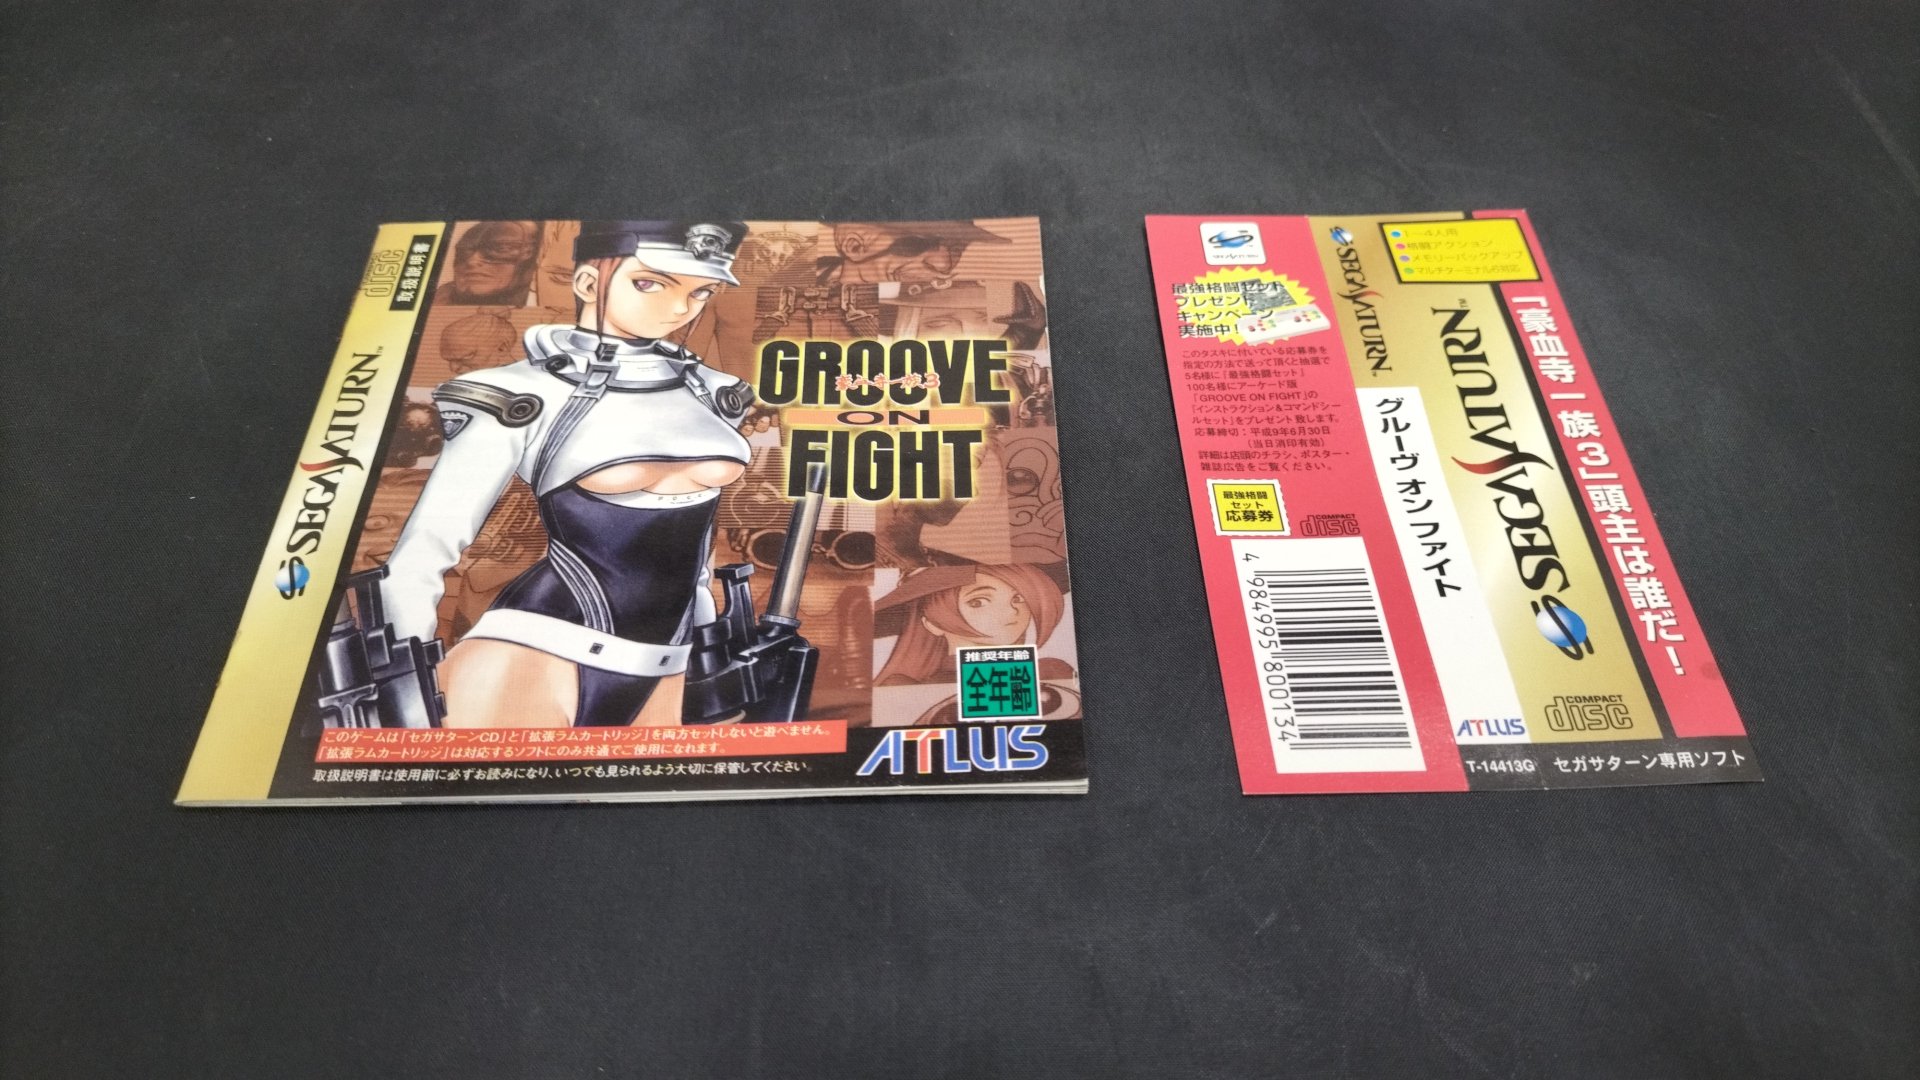 disc
取扱説明書
SEGA SATURN™
GROOVE
豪血寺一族3
ON
FIGHT
推奨年齢
全年齢
このゲームは「セガサターンCD」と「拡張ラムカートリッジ」を両方セットしないと遊べません。
「拡張ラムカートリッジ」は対応するソフトにのみ共通でご使用になれます。
取扱説明書は使用前に必ずお読みになり、いつでも見られるよう大切に保管してください。
ATLUS
SEGA SATURN
最強格闘セット
プレゼント
キャンペーン
実施中!
このタスキに付いている応募券を
指定の方法で送って頂くと抽選で
5名様に「最強格闘セット」
100名様にアーケード版
「GROOVE ON FIGHT」の
「インストラクション&コマンドシー
ルセット」をプレゼント致します。
応募締切:平成9年6月30日
(当日消印有効)
詳細は店頭のチラシ、ポスター・
雑誌広告をご覧ください。
最強格闘
セット
応募券
COMPACT
disc
4 984995 800134
SEGA SATURN™
グルーヴ オン ファイト
1—4人用
格闘アクション
メモリーバックアップ
マルチターミナル6対応
SEGA SATURN™
ATLUS
COMPACT
disc
「豪血寺一族3」頭主は誰だ!
T-14413G
セガサターン専用ソフト